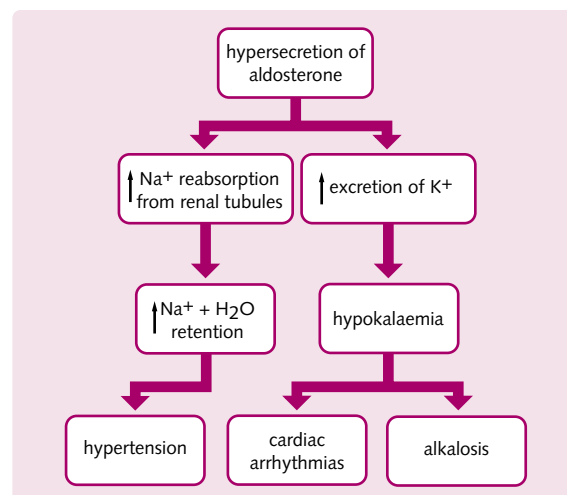 hypersecretion of
aldosterone
Na+ reabsorption
from renal tubules
excretion of K+
Na+ + H2O
retention
hypokalaemia
hypertension
cardiac
arrhythmias
alkalosis